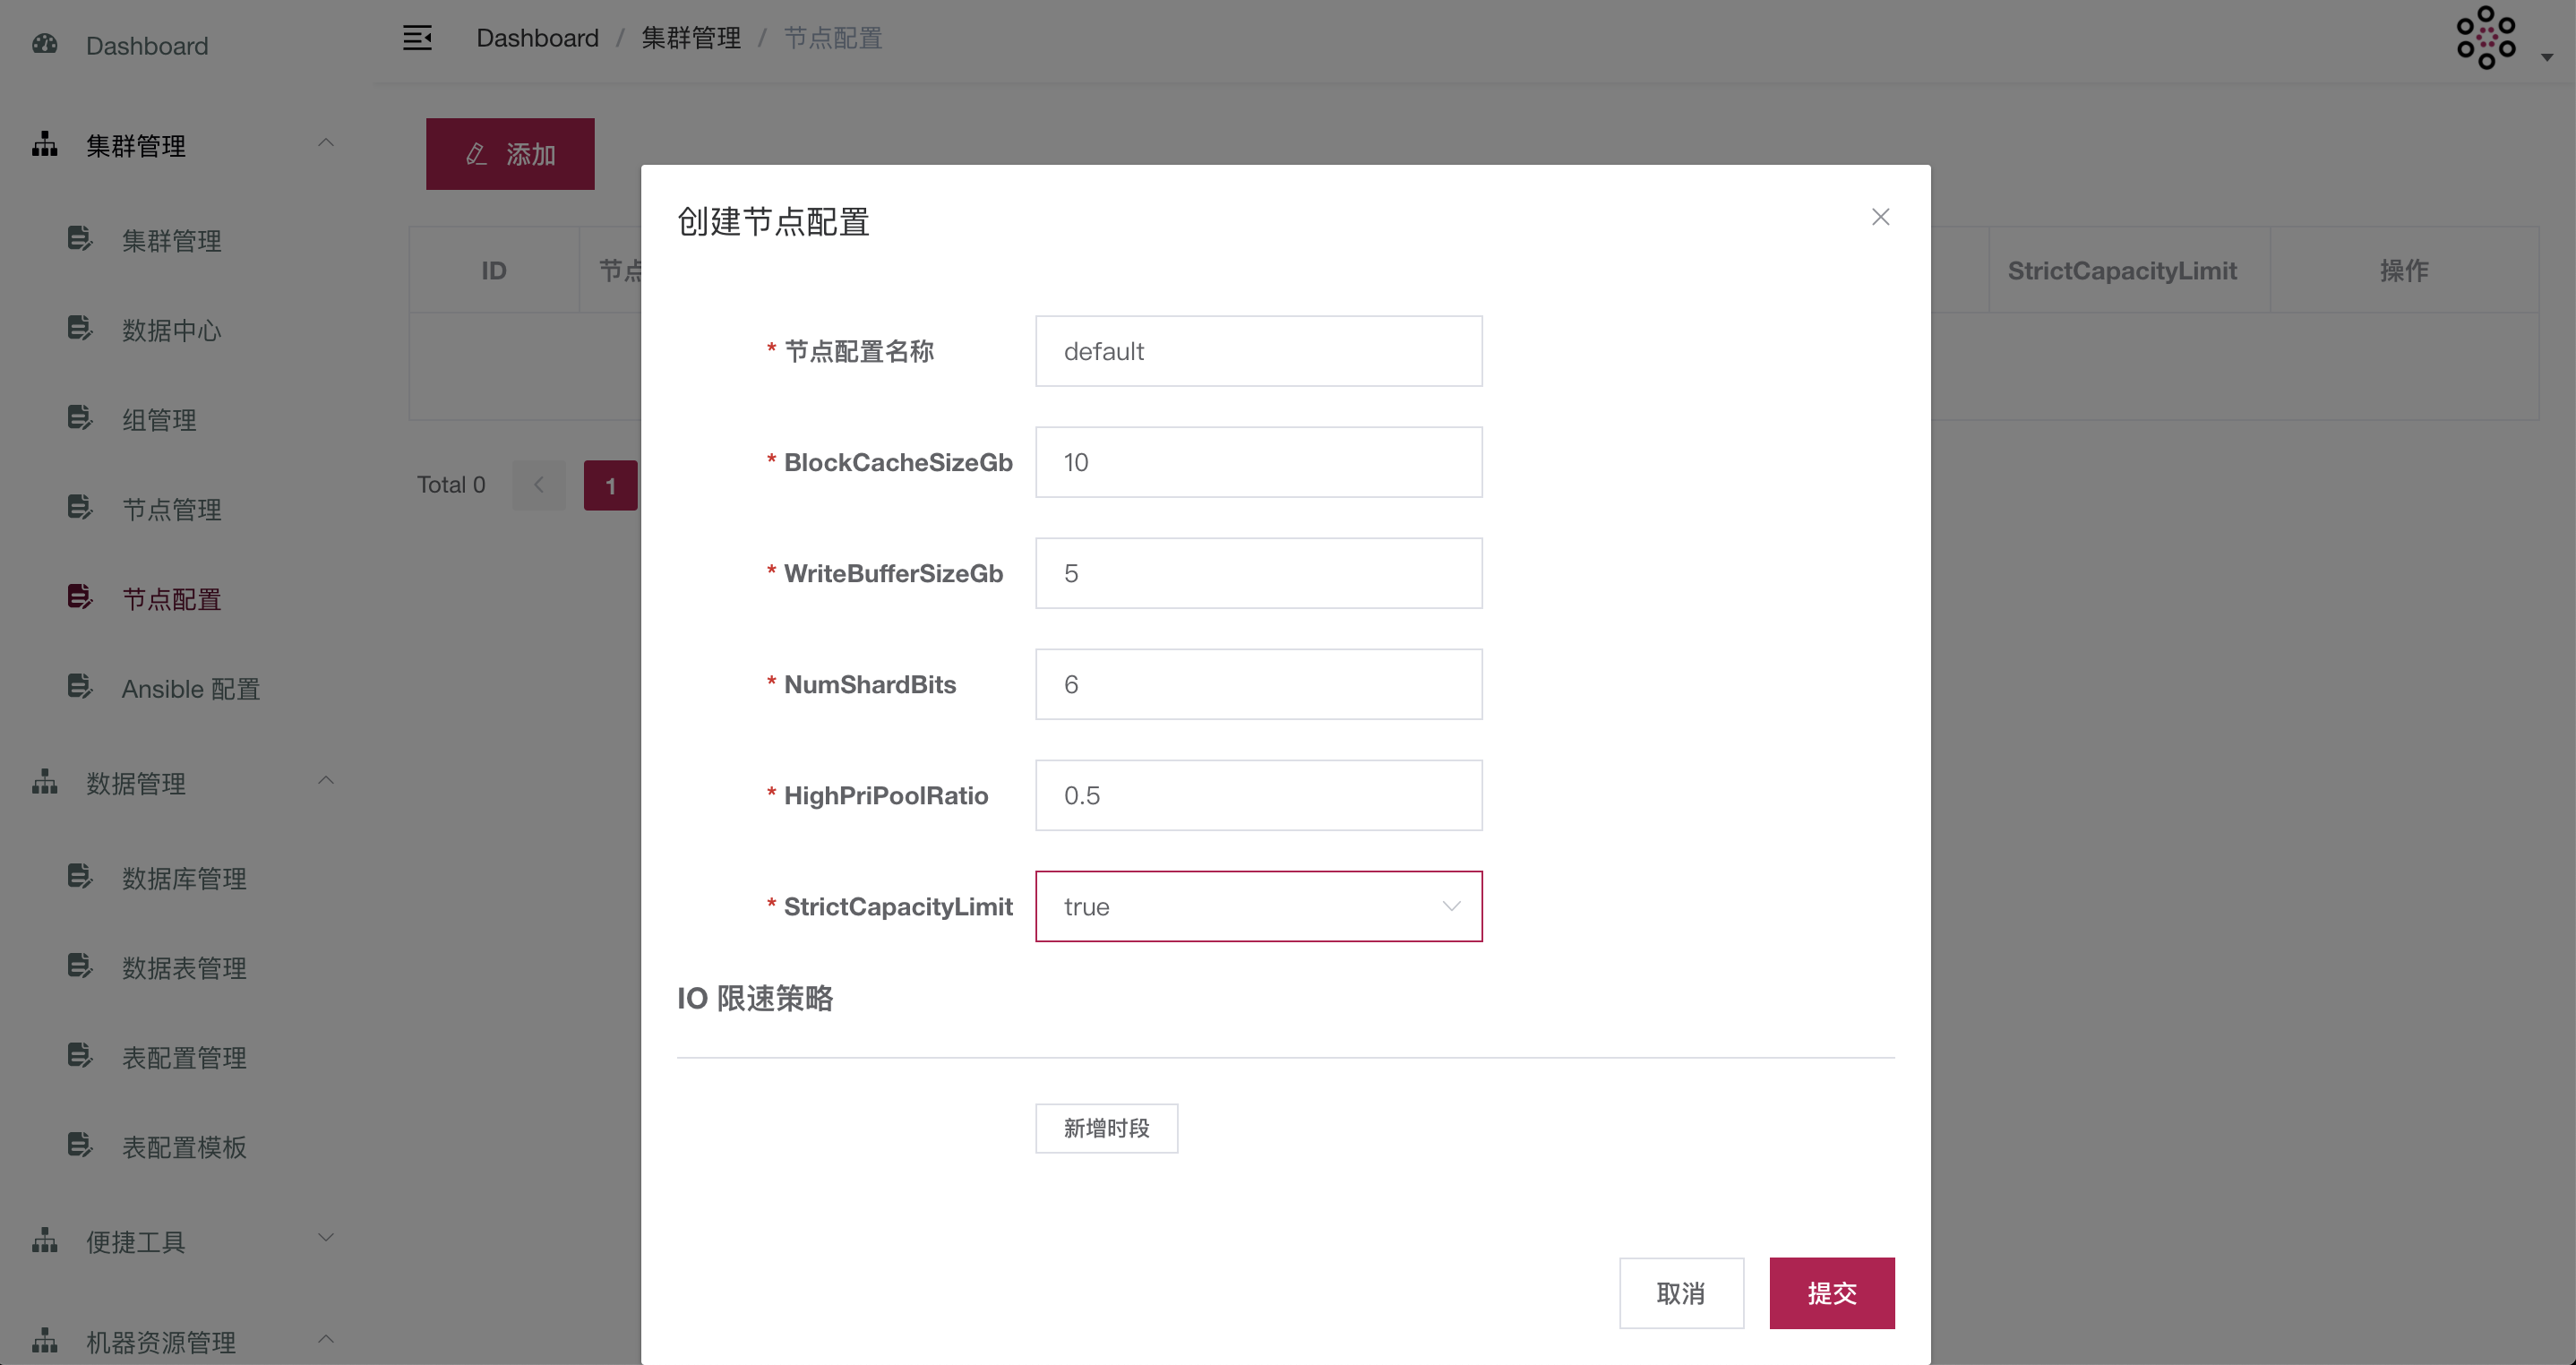 Dashboard
集群管理
集群管理
数据中心
组管理
节点管理
节点配置
Ansible 配置
数据管理
数据库管理
数据表管理
表配置管理
表配置模板
便捷工具
机器资源管理
Dashboard / 集群管理 / 节点配置
添加
ID 节点 StrictCapacityLimit 操作
Total 0 1
创建节点配置
* 节点配置名称 default
* BlockCacheSizeGb 10
* WriteBufferSizeGb 5
* NumShardBits 6
* HighPriPoolRatio 0.5
* StrictCapacityLimit true
IO 限速策略
新增时段
取消 提交